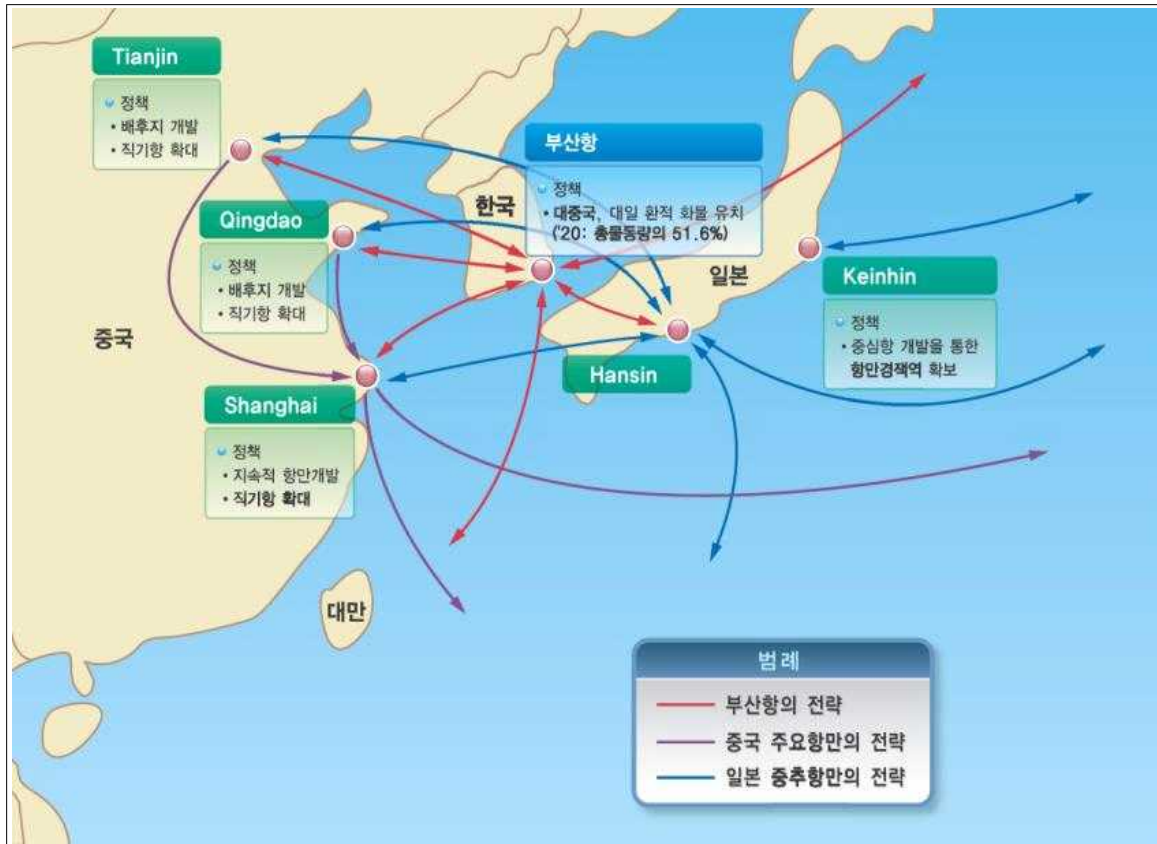 Tianjin
정책
• 배후지 개발
• 직기항 확대
부산항
정책
• 대중국, 대일 환적 화물 유치
('20: 총물동량의 51.6%)
한국
Qingdao
정책
• 배후지 개발
• 직기항 확대
일본
Keinhin
정책
• 중심항 개발을 통한
항만경잭역 확보
중국
Hansin
Shanghai
정책
• 지속적 항만개발
• 직기항 확대
대만
범례
부산항의 전략
중국 주요항만의 전략
일본 중추항만의 전략